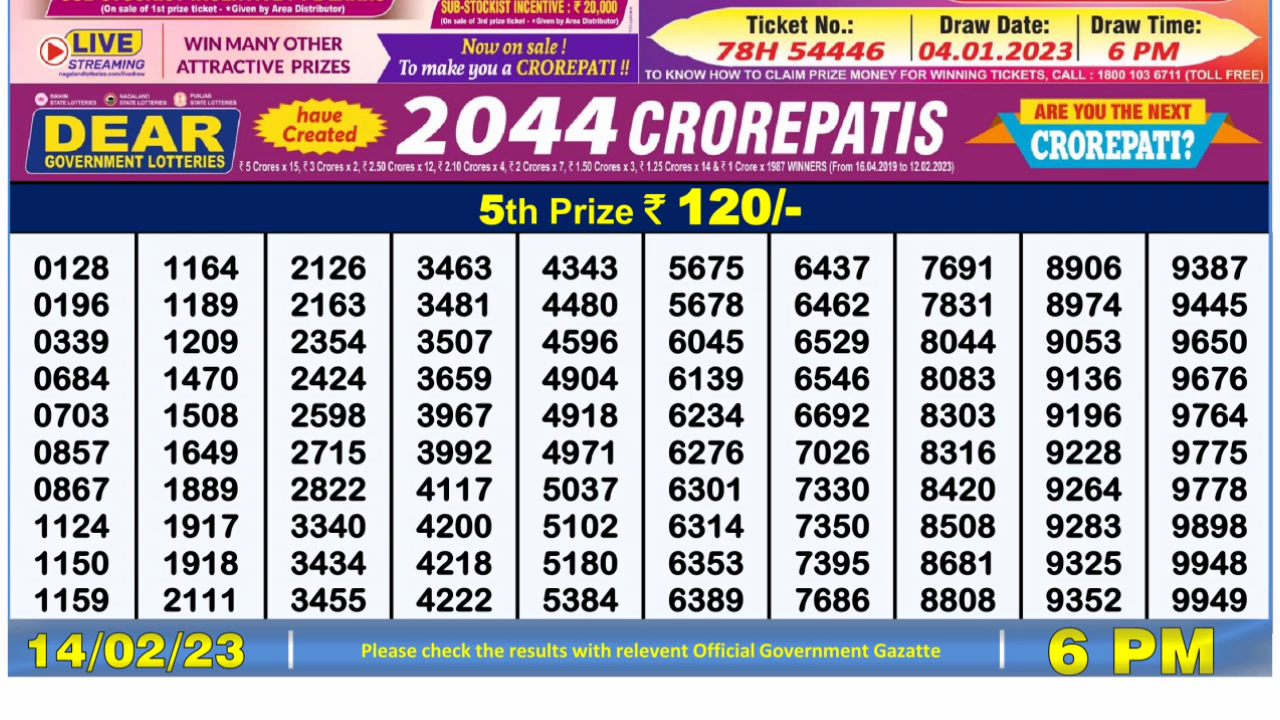 (On sale of 1st prize ticket - *Given by Area Distributor)
SUB-STOCKIST INCENTIVE : ₹ 20,000
(On sale of 3rd prize ticket - *Given by Area Distributor)
LIVE
STREAMING
nagalandlotteries.com/livedraw
WIN MANY OTHER
ATTRACTIVE PRIZES
Now on sale !
To make you a CROREPATI !!
Ticket No.: Draw Date: Draw Time:
78H 54446 04.01.2023 6 PM
TO KNOW HOW TO CLAIM PRIZE MONEY FOR WINNING TICKETS, CALL : 1800 103 6711 (TOLL FREE)
SIKKIM STATE LOTTERIES
NAGALAND STATE LOTTERIES
PUNJAB STATE LOTTERIES
DEAR
GOVERNMENT LOTTERIES
have
Created
2044 CROREPATIS
₹ 5 Crores x 15, ₹ 3 Crores x 2, ₹ 2.50 Crores x 12, ₹ 2.10 Crores x 4, ₹ 2 Crores x 7, ₹ 1.50 Crores x 3, ₹ 1.25 Crores x 14 & ₹ 1 Crore x 1987 WINNERS (From 16.04.2019 to 12.02.2023)
ARE YOU THE NEXT
CROREPATI?
5th Prize ₹ 120/-
0128 1164 2126 3463 4343 5675 6437 7691 8906 9387
0196 1189 2163 3481 4480 5678 6462 7831 8974 9445
0339 1209 2354 3507 4596 6045 6529 8044 9053 9650
0684 1470 2424 3659 4904 6139 6546 8083 9136 9676
0703 1508 2598 3967 4918 6234 6692 8303 9196 9764
0857 1649 2715 3992 4971 6276 7026 8316 9228 9775
0867 1889 2822 4117 5037 6301 7330 8420 9264 9778
1124 1917 3340 4200 5102 6314 7350 8508 9283 9898
1150 1918 3434 4218 5180 6353 7395 8681 9325 9948
1159 2111 3455 4222 5384 6389 7686 8808 9352 9949
14/02/23 Please check the results with relevent Official Government Gazatte 6 PM